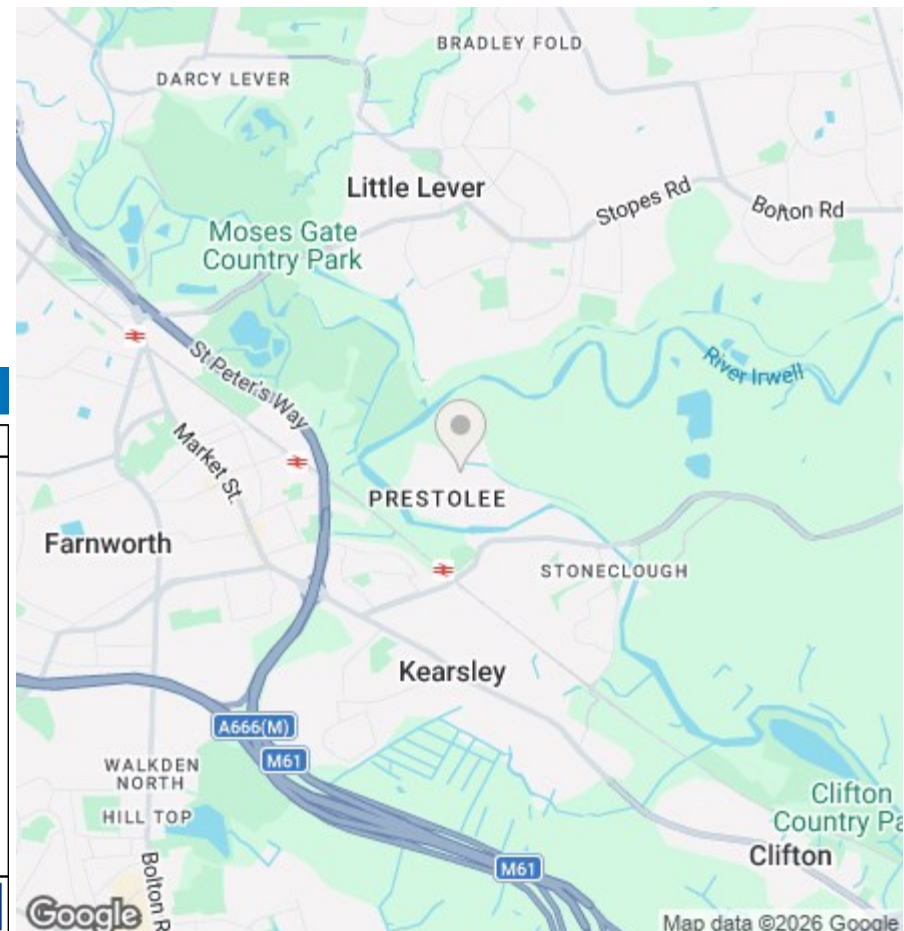 BRADLEY FOLD
DARCY LEVER
Little Lever
Stopes Rd
Bolton Rd
Moses Gate
Country Park
River Irwell
St Peter's Way
Market St.
PRESTOLEE
Farnworth
STONECLOUGH
Kearsley
A666(M)
M61
WALKDEN
NORTH
HILL TOP
Clifton
Country Pa
Clifton
M61
Bolton R
Google
Map data ©2026 Google